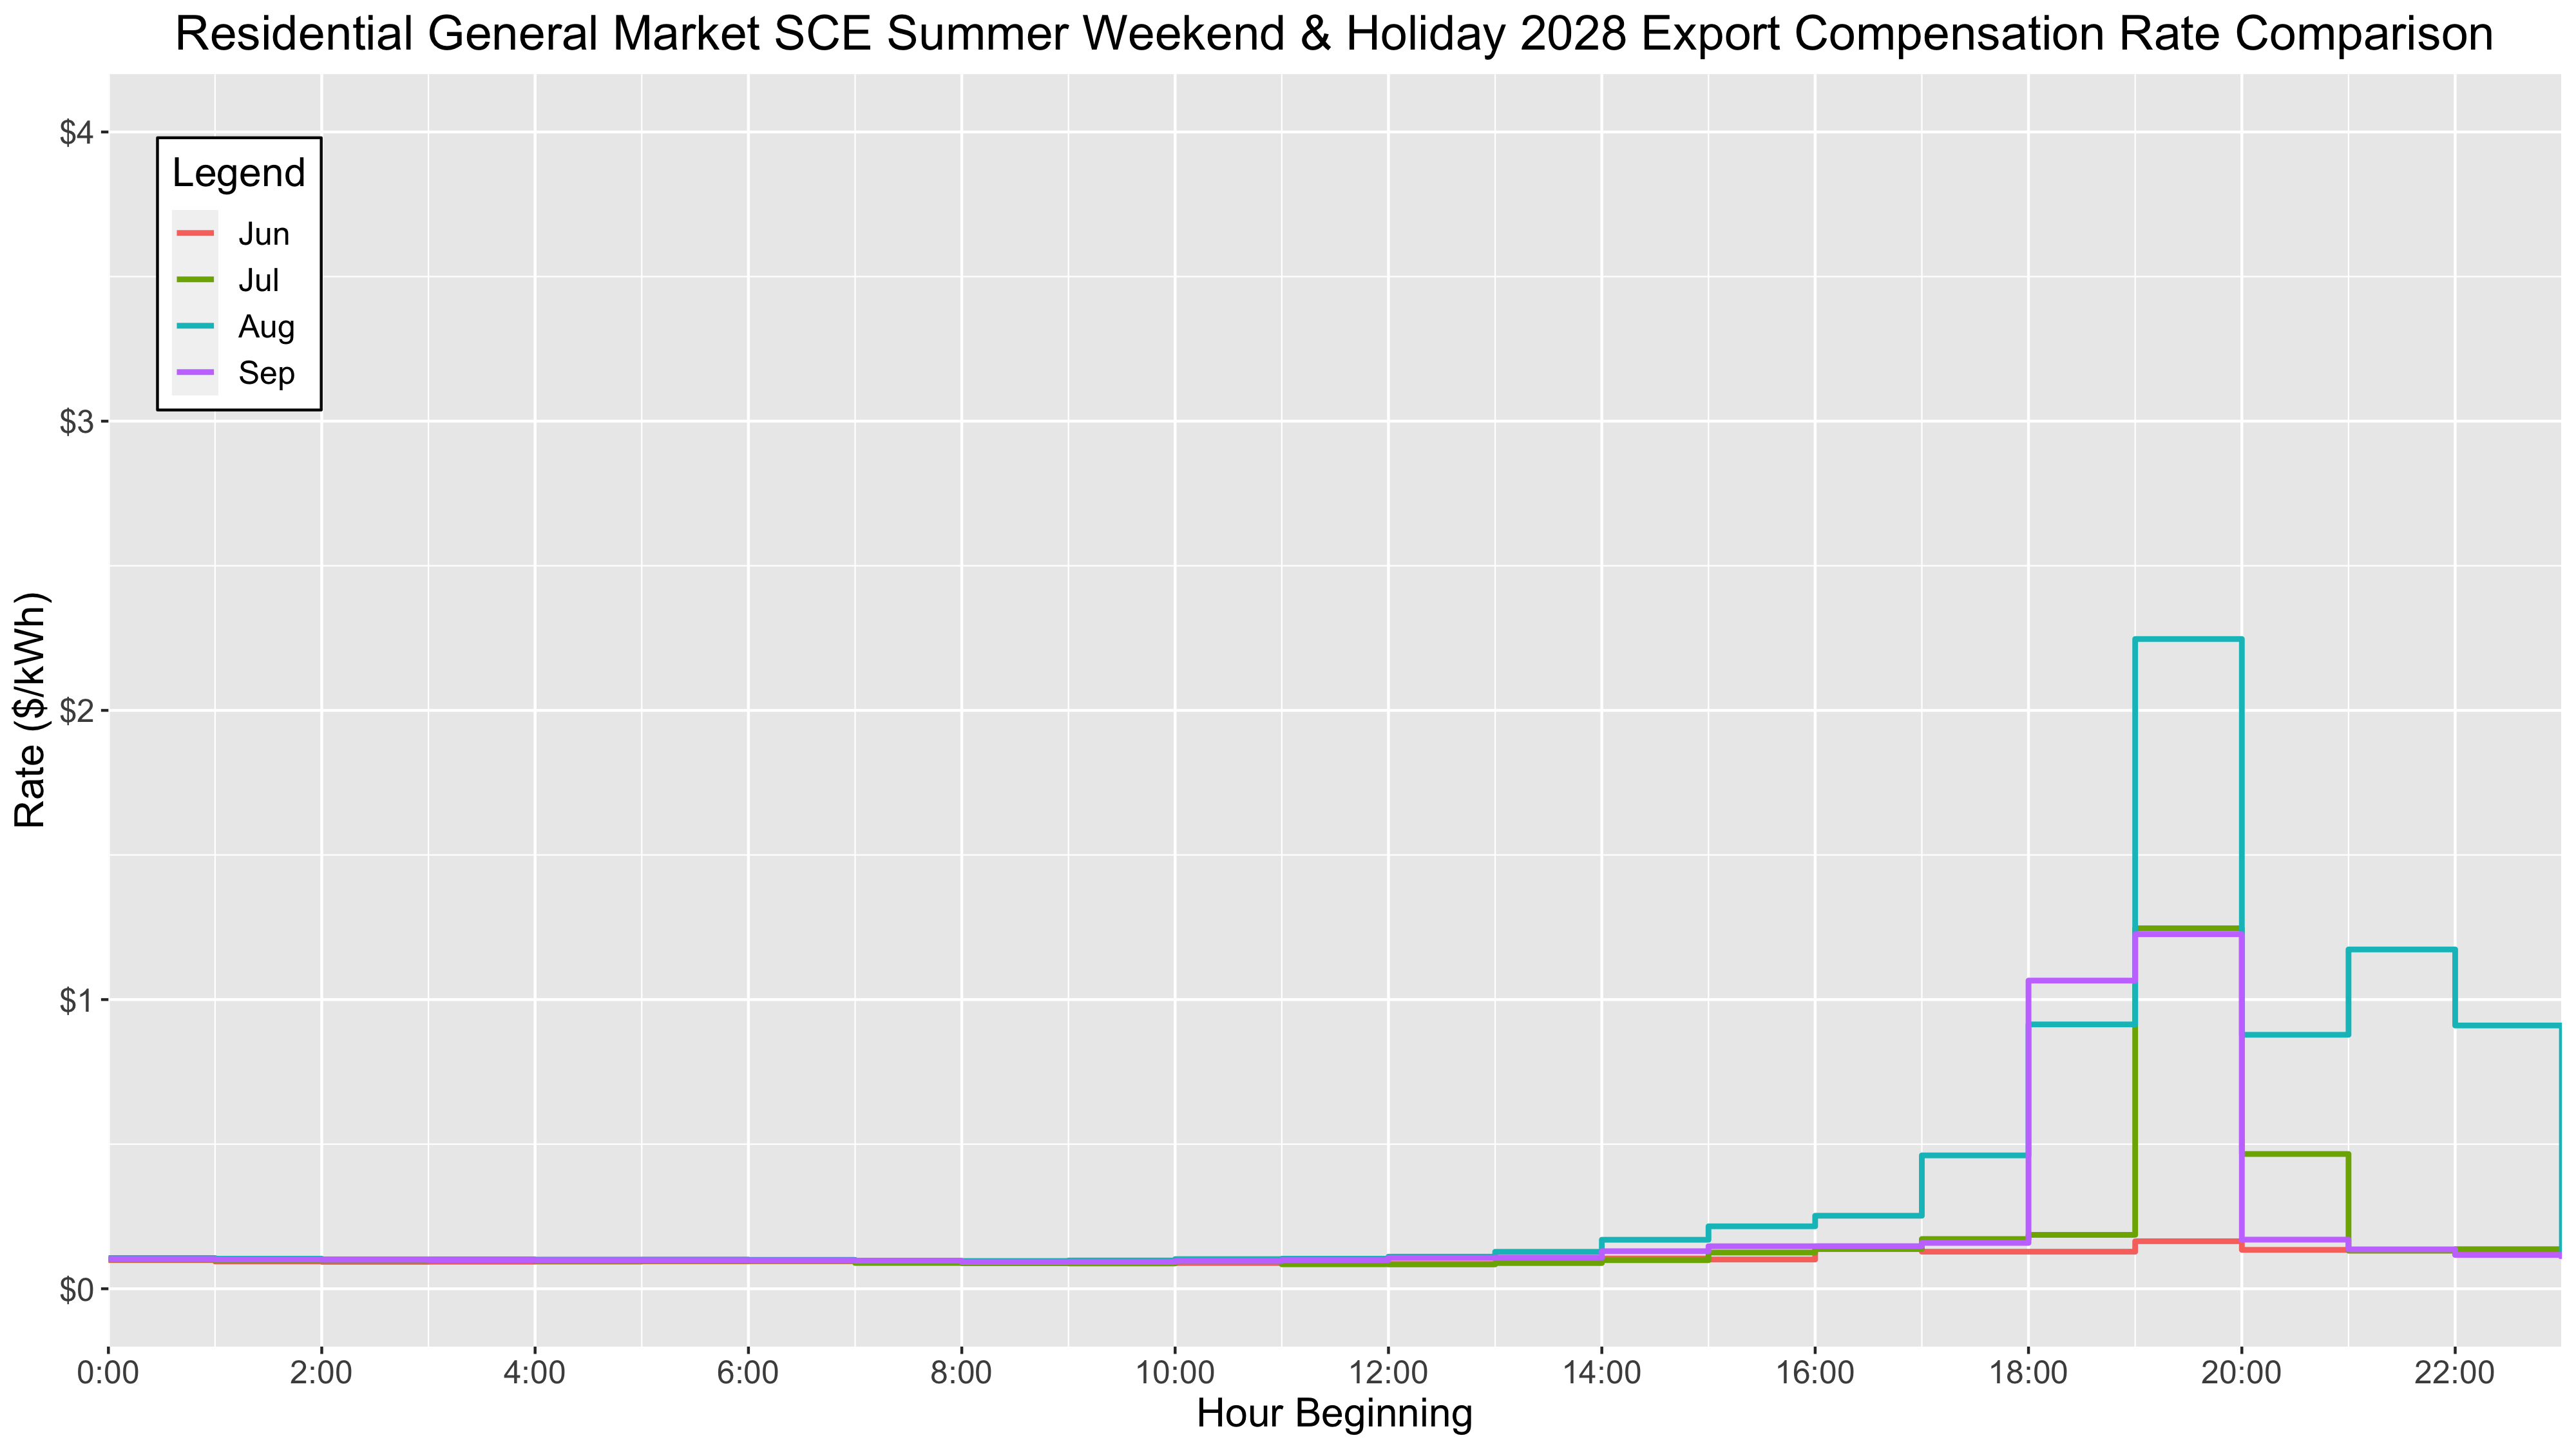 Residential General Market SCE Summer Weekend & Holiday 2028 Export Compensation Rate Comparison
Legend
Jun
Jul
Aug
Sep
Rate ($/kWh)
$4
$3
$2
$1
$0
0:00 2:00 4:00 6:00 8:00 10:00 12:00 14:00 16:00 18:00 20:00 22:00
Hour Beginning